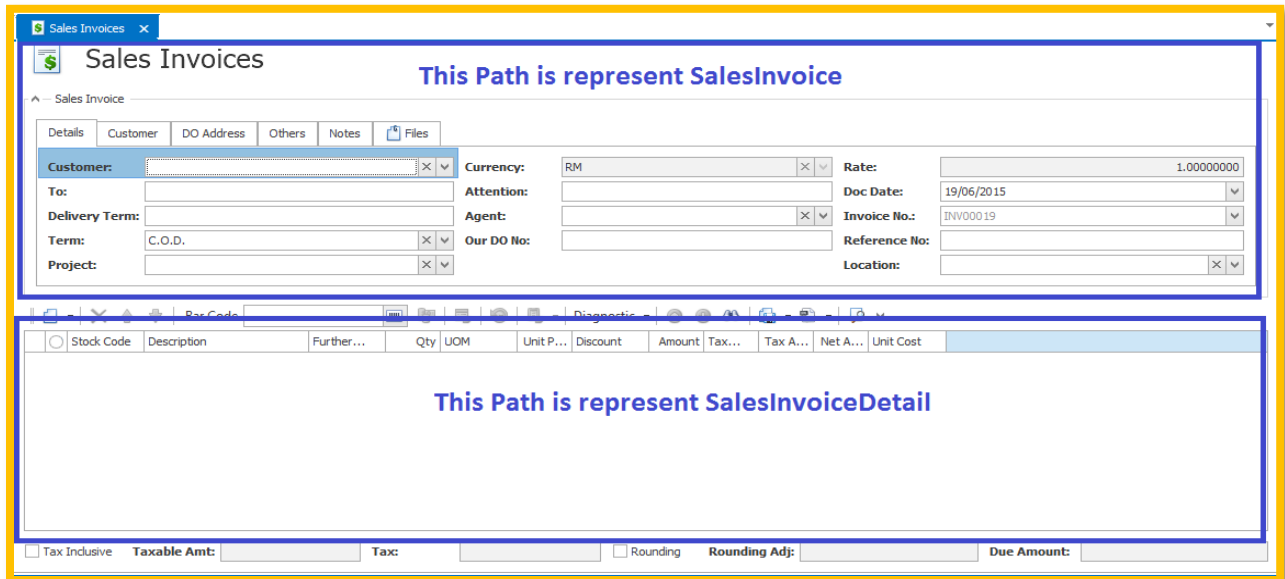 Sales Invoices
Sales Invoices
This Path is represent SalesInvoice
Sales Invoice
Details Customer DO Address Others Notes Files
Customer: Currency: RM Rate: 1.00000000
To: Attention: Doc Date: 19/06/2015
Delivery Term: Agent: Invoice No.: INV00019
Term: C.O.D. Our DO No: Reference No:
Project: Location:
Bar Code Diagnostic
Stock Code Description Further... Qty UOM Unit P... Discount Amount Tax... Tax A... Net A... Unit Cost
This Path is represent SalesInvoiceDetail
Tax Inclusive Taxable Amt: Tax: Rounding Rounding Adj: Due Amount: